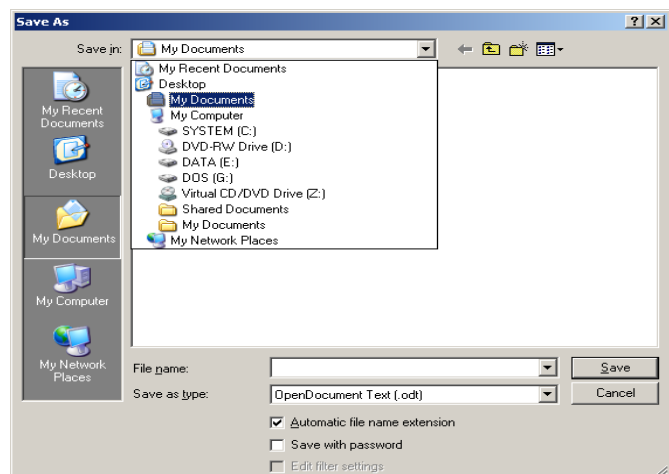 Save As
Save in:
My Documents
My Recent Documents
Desktop
My Documents
My Computer
SYSTEM (C:)
DVD-RW Drive (D:)
DATA (E:)
DOS (G:)
Virtual CD/DVD Drive (Z:)
Shared Documents
My Documents
My Network Places
My Recent
Documents
Desktop
My Documents
My Computer
My Network
Places
File name:
Save
Save as type:
OpenDocument Text (.odt)
Cancel
Automatic file name extension
Save with password
Edit filter settings